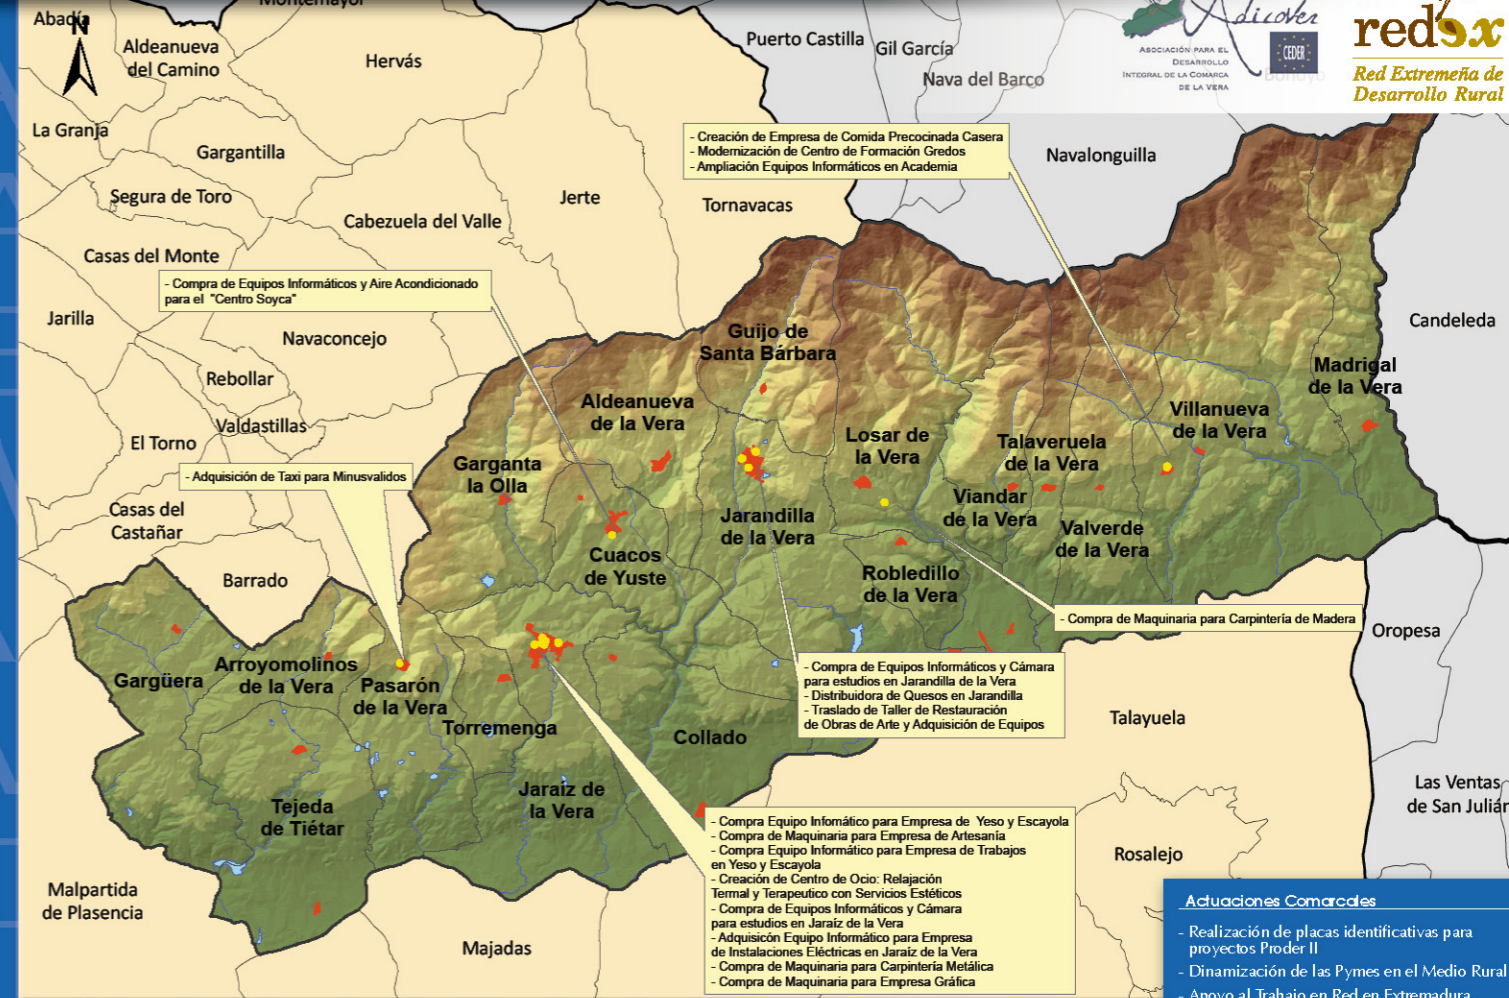 Abadía
Montemayor
N
Aldeanueva
del Camino
Hervás
Puerto Castilla
Gil García
Nava del Barco
Adicover
ASOCIACIÓN PARA EL
DESARROLLO
INTEGRAL DE LA COMARCA
DE LA VERA
CEDER
Bohoyo
redex
Red Extremeña de
Desarrollo Rural
La Granja
Gargantilla
Segura de Toro
Cabezuela del Valle
Jerte
Tornavacas
- Creación de Empresa de Comida Precocinada Casera
- Modernización de Centro de Formación Gredos
- Ampliación Equipos Informáticos en Academia
Navalonguilla
Casas del Monte
- Compra de Equipos Informáticos y Aire Acondicionado
para el "Centro Soyca"
Jarilla
Navaconcejo
Rebollar
Valdastillas
El Torno
Candeleda
Guijo de
Santa Bárbara
Madrigal
de la Vera
Aldeanueva
de la Vera
Villanueva
de la Vera
Losar de
la Vera
Talaveruela
de la Vera
- Adquisición de Taxi para Minusvalidos
Garganta
la Olla
Casas del
Castañar
Jarandilla
de la Vera
Viandar
de la Vera
Valverde
de la Vera
Cuacos
de Yuste
Robledillo
de la Vera
Barrado
- Compra de Maquinaria para Carpintería de Madera
Oropesa
Gargüera
Arroyomolinos
de la Vera
Pasarón
de la Vera
- Compra de Equipos Informáticos y Cámara
para estudios en Jarandilla de la Vera
- Distribuidora de Quesos en Jarandilla
- Traslado de Taller de Restauración
de Obras de Arte y Adquisición de Equipos
Talayuela
Torremenga
Collado
Jaraíz de
la Vera
Tejeda
de Tiétar
Las Ventas
de San Julián
- Compra Equipo Infomático para Empresa de Yeso y Escayola
- Compra de Maquinaria para Empresa de Artesanía
- Compra Equipo Informático para Empresa de Trabajos
en Yeso y Escayola
- Creación de Centro de Ocio: Relajación
Termal y Terapeutico con Servicios Estéticos
- Compra de Equipos Informáticos y Cámara
para estudios en Jaraíz de la Vera
- Adquisicón Equipo Informático para Empresa
de Instalaciones Eléctricas en Jaraíz de la Vera
- Compra de Maquinaria para Carpintería Metálica
- Compra de Maquinaria para Empresa Gráfica
Rosalejo
Malpartida
de Plasencia
Majadas
Actuaciones Comarcales
- Realización de placas identificativas para
proyectos Proder II
- Dinamización de las Pymes en el Medio Rural
- Apoyo al Trabajo en Red en Extremadura